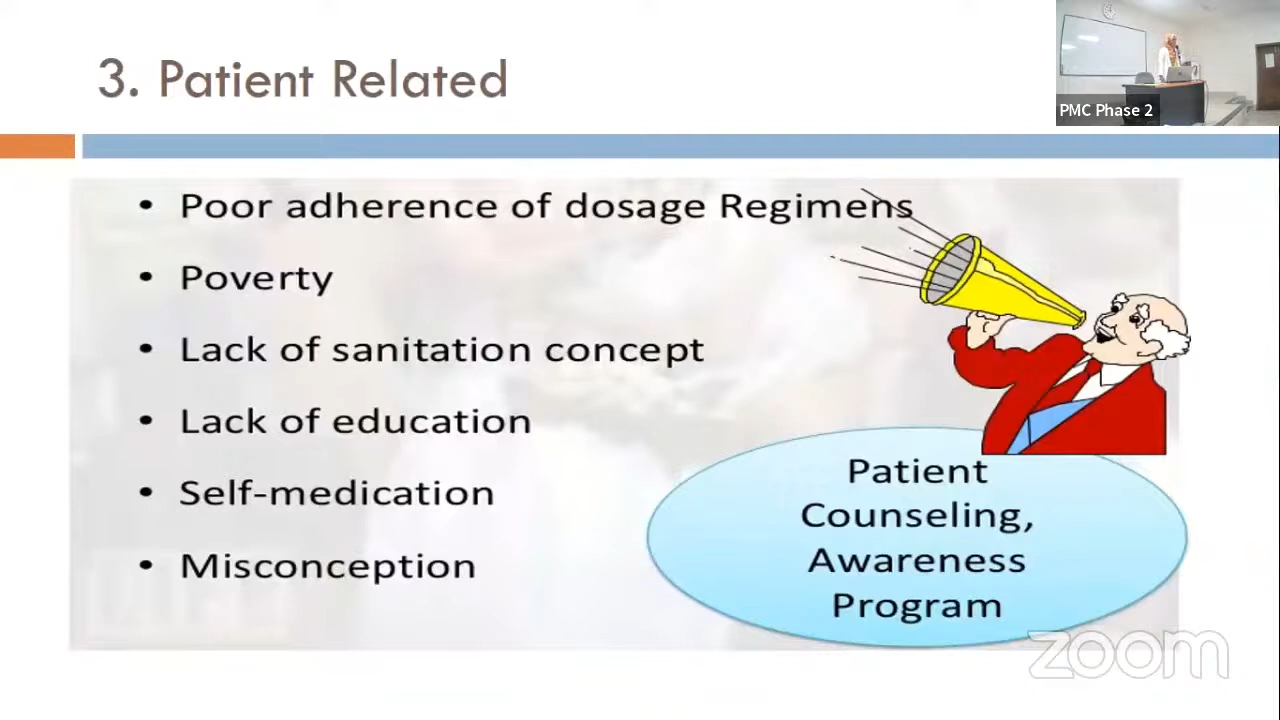 3. Patient Related
PMC Phase 2
• Poor adherence of dosage Regimens
• Poverty
• Lack of sanitation concept
• Lack of education
• Self-medication
• Misconception
Patient
Counseling,
Awareness
Program
zoom